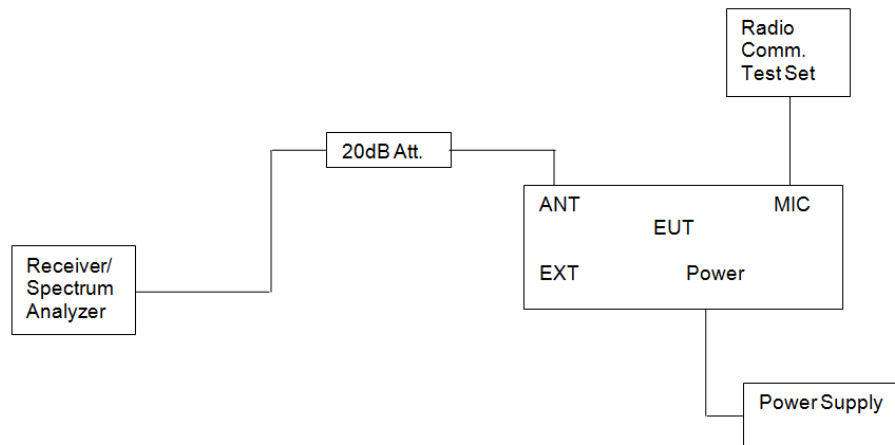 Radio
Comm.
Test Set
20dB Att.
ANT
MIC
EUT
EXT
Power
Receiver/
Spectrum
Analyzer
Power Supply